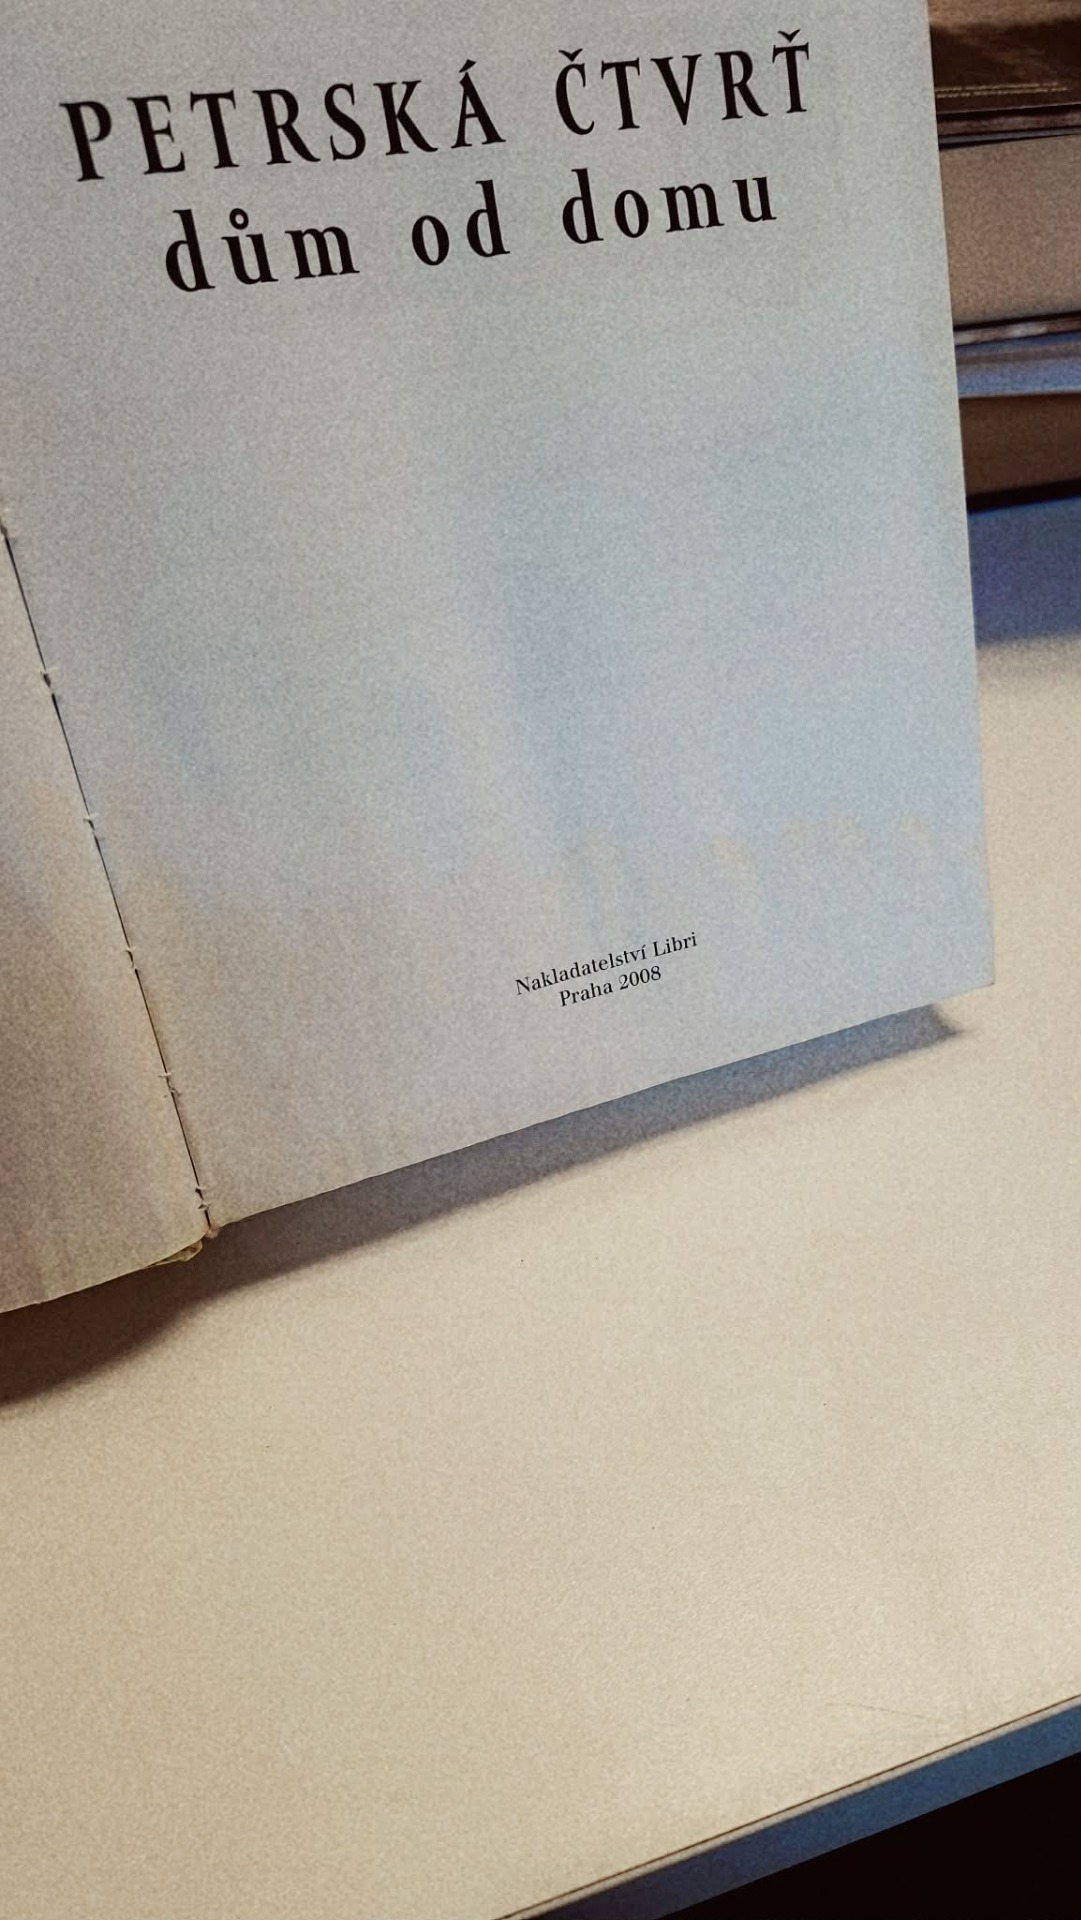 PETRSKÁ ČTVRŤ
dům od domu
Nakladatelství Libri
Praha 2008